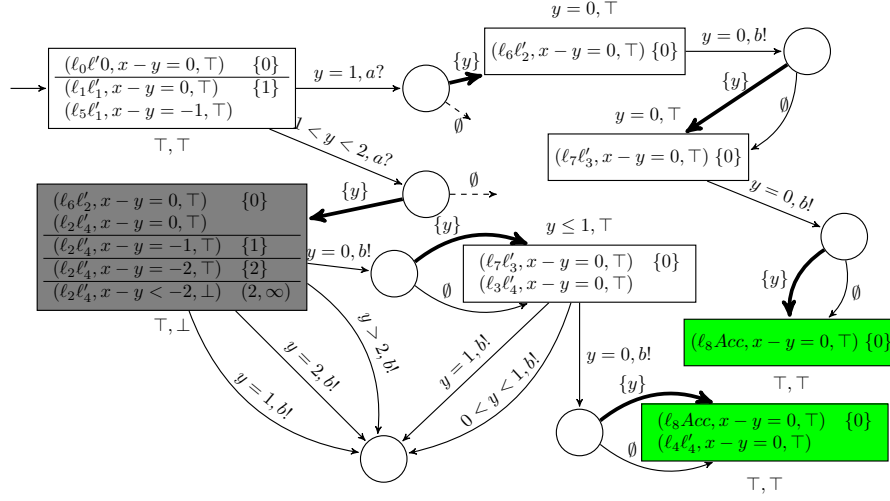 y = 0, ⊤
(ℓ₀ℓ′0, x − y = 0, ⊤) {0}
(ℓ₁ℓ′₁, x − y = 0, ⊤) {1}
(ℓ₅ℓ′₁, x − y = −1, ⊤)
⊤, ⊤
y = 1, a?
{y}
∅
(ℓ₆ℓ′₂, x − y = 0, ⊤) {0}
y = 0, b!
{y}
∅
y = 0, ⊤
(ℓ₇ℓ′₃, x − y = 0, ⊤) {0}
1 < y < 2, a?
∅
{y}
y = 0, b!
(ℓ₆ℓ′₂, x − y = 0, ⊤) {0}
(ℓ₂ℓ′₄, x − y = 0, ⊤)
(ℓ₂ℓ′₄, x − y = −1, ⊤) {1}
(ℓ₂ℓ′₄, x − y = −2, ⊤) {2}
(ℓ₂ℓ′₄, x − y < −2, ⊥) (2, ∞)
⊤, ⊥
y = 0, b!
{y}
∅
y ≤ 1, ⊤
(ℓ₇ℓ′₃, x − y = 0, ⊤) {0}
(ℓ₃ℓ′₄, x − y = 0, ⊤)
{y}
∅
(ℓ₈Acc, x − y = 0, ⊤) {0}
⊤, ⊤
y = 1, b!
y = 2, b!
y > 2, b!
y = 1, b!
0 < y < 1, b!
y = 0, b!
{y}
∅
(ℓ₈Acc, x − y = 0, ⊤) {0}
(ℓ₄ℓ′₄, x − y = 0, ⊤)
⊤, ⊤